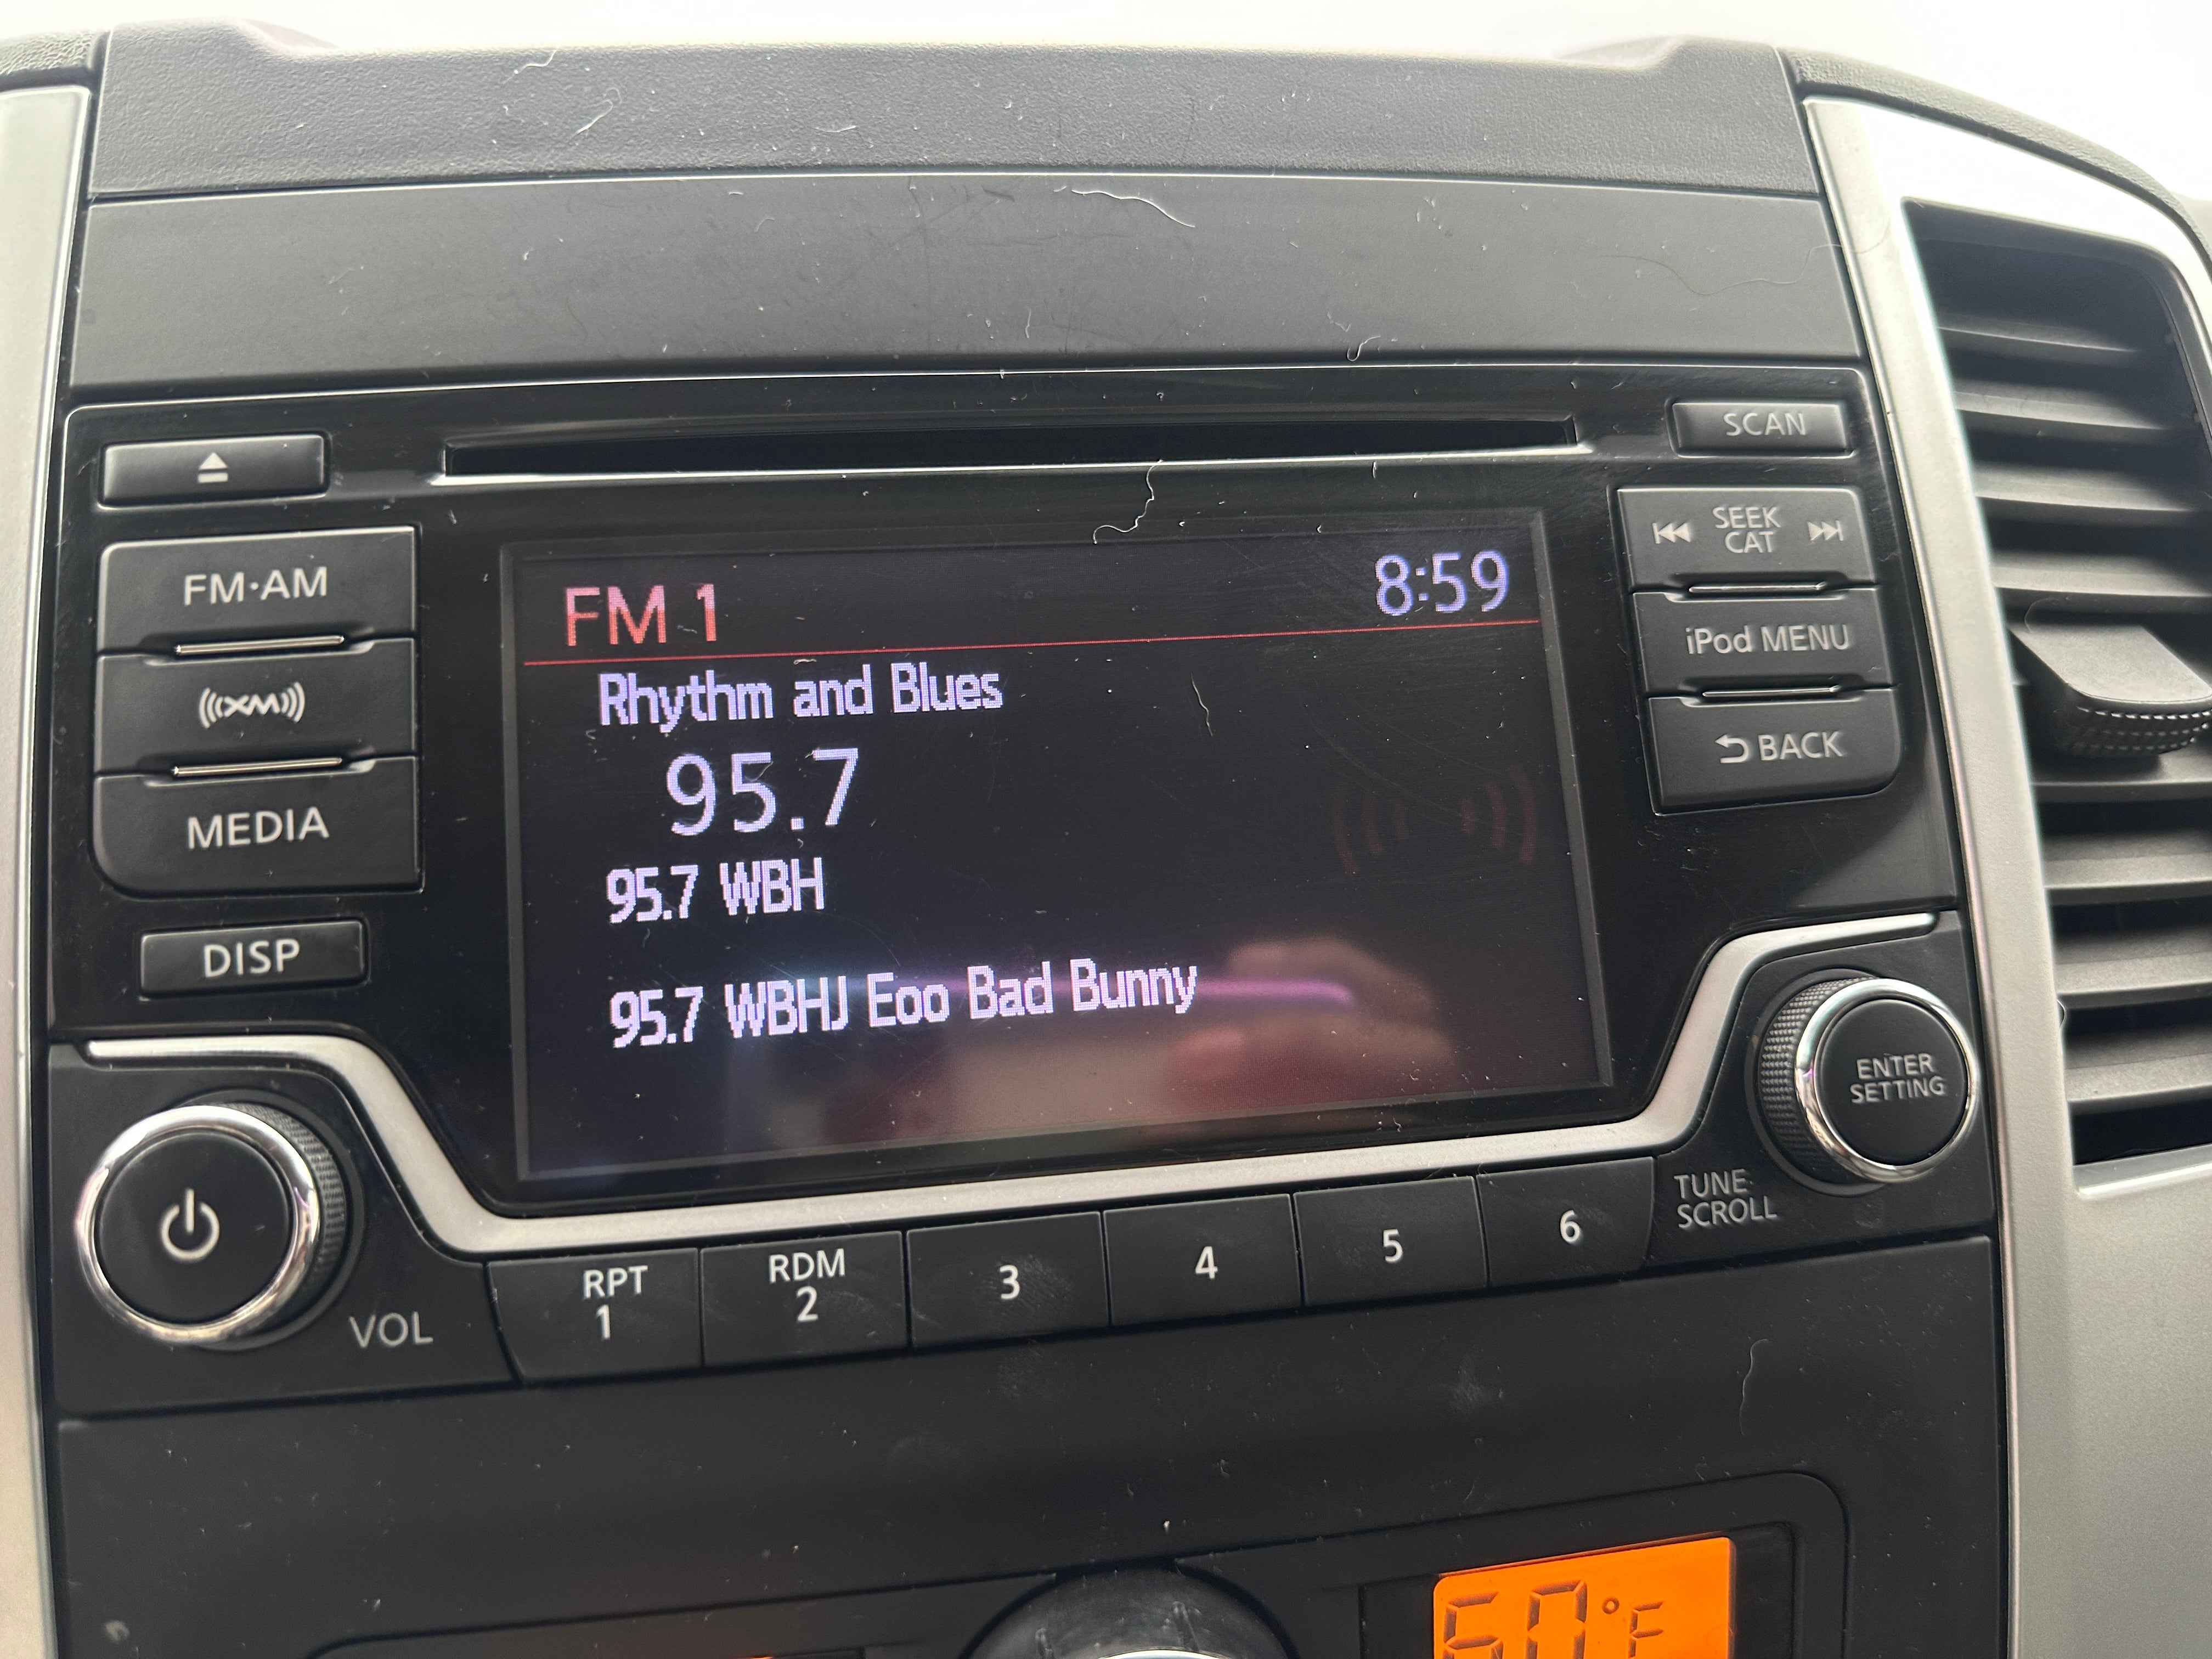 SCAN
SEEK
CAT
FM·AM
FM 1
8:59
iPod MENU
Rhythm and Blues
XM
95.7
BACK
MEDIA
95.7 WBH
DISP
95.7 WBHJ Eoo Bad Bunny
ENTER
SETTING
TUNE
SCROLL
VOL
RPT
1
RDM
2
3
4
5
6
60°F